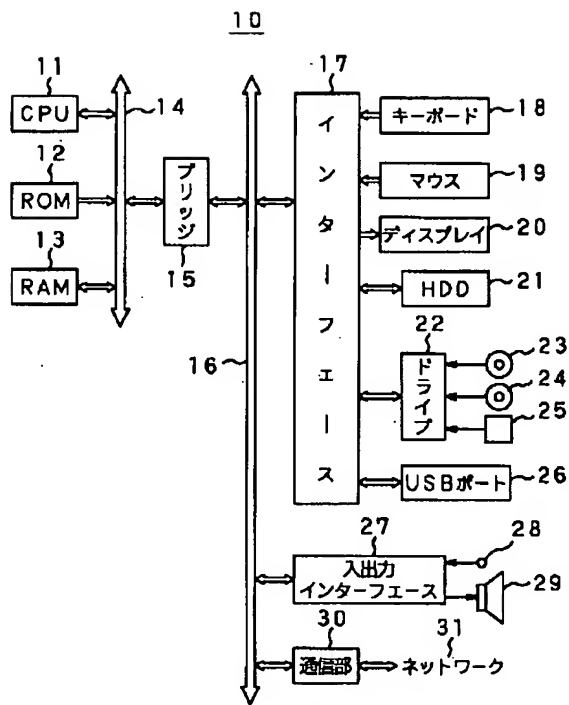 10
11
CPU
12
ROM
13
RAM
14
ブリッジ
15
16
17
インターフェース
キーボード
18
マウス
19
ディスプレイ
20
HDD
21
22
ドライブ
23
24
25
USBポート
26
27
入出力
インターフェース
28
29
30
通信部
31
ネットワーク